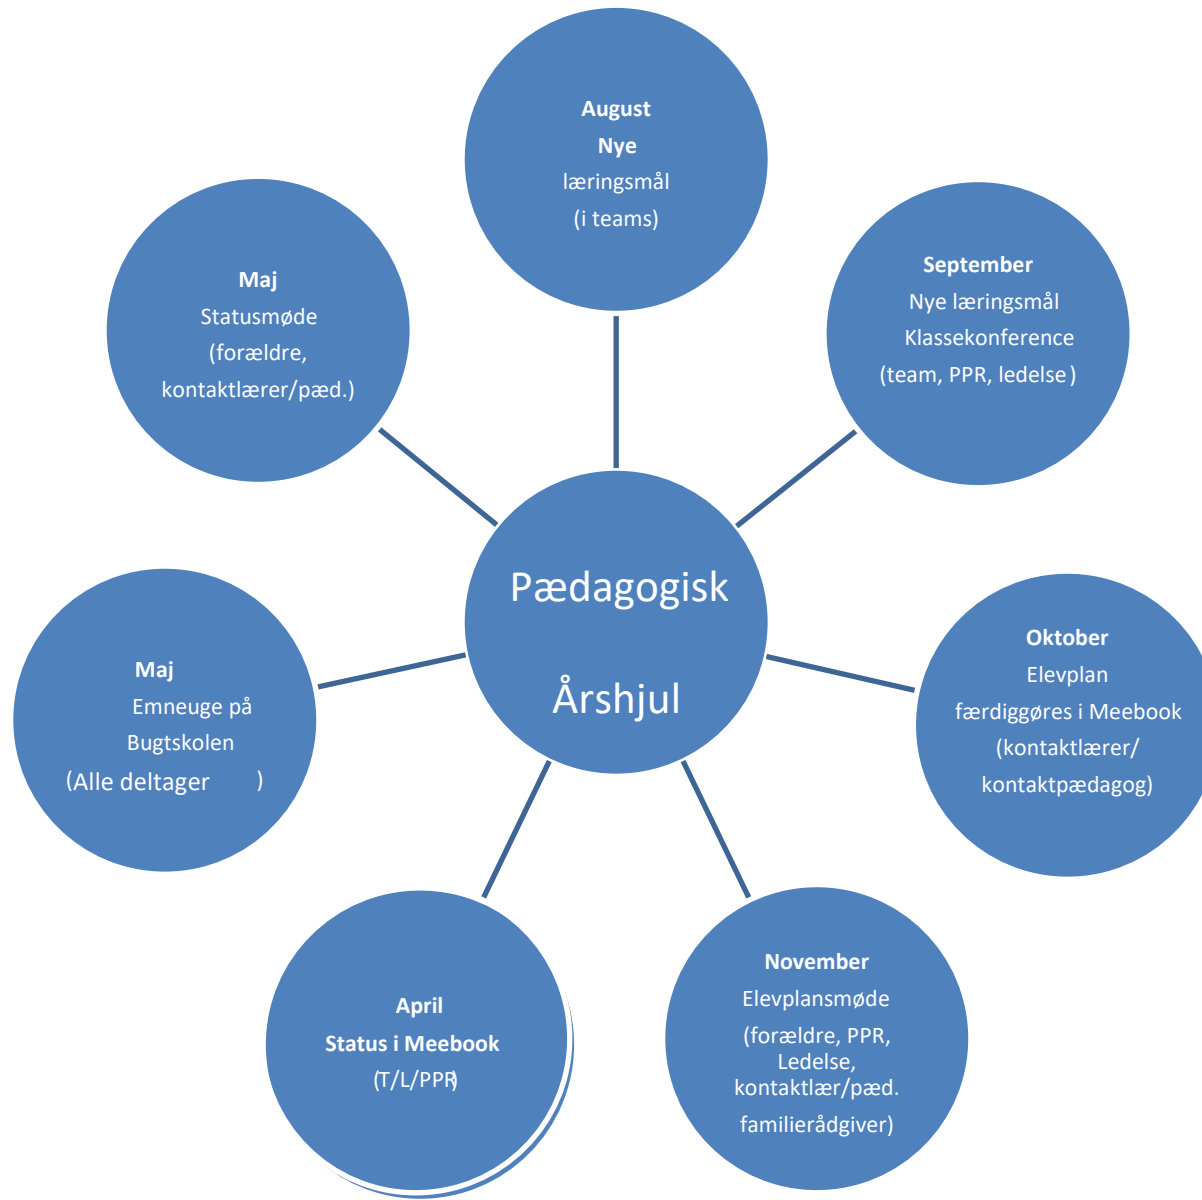 August
Nye
læringsmål
(i teams)
September
Nye læringsmål
Klassekonference
(team, PPR, ledelse)
Oktober
Elevplan
færdiggøres i Meebook
(kontaktlærer/
kontaktpædagog)
November
Elevplansmøde
(forældre, PPR,
Ledelse,
kontaktlær/pæd.
familierådgiver)
April
Status i Meebook
(T/L/PPR)
Maj
Emneuge på
Bugtskolen
(Alle deltager )
Maj
Statusmøde
(forældre,
kontaktlærer/pæd.)
Pædagogisk
Årshjul